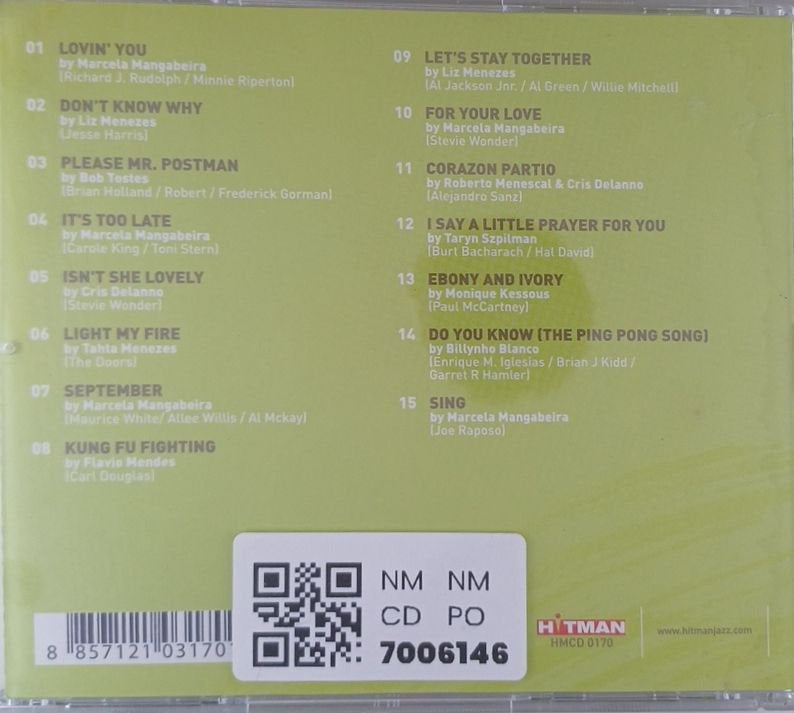 01 LOVIN' YOU
by Marcela Mangabeira
(Richard J. Rudolph / Minnie Riperton)
02 DON'T KNOW WHY
by Liz Menezes
(Jesse Harris)
03 PLEASE MR. POSTMAN
by Bob Tostes
(Brian Holland / Robert / Frederick Gorman)
04 IT'S TOO LATE
by Marcela Mangabeira
(Carole King / Toni Stern)
05 ISN'T SHE LOVELY
by Cris Delanno
(Stevie Wonder)
06 LIGHT MY FIRE
by Tahta Menezes
(The Doors)
07 SEPTEMBER
by Marcela Mangabeira
(Maurice White/ Allee Willis / Al Mckay)
08 KUNG FU FIGHTING
by Flavio Mendes
(Carl Douglas)
09 LET'S STAY TOGETHER
by Liz Menezes
(Al Jackson Jnr. / Al Green / Willie Mitchell)
10 FOR YOUR LOVE
by Marcela Mangabeira
(Stevie Wonder)
11 CORAZON PARTIO
by Roberto Menescal & Cris Delanno
(Alejandro Sanz)
12 I SAY A LITTLE PRAYER FOR YOU
by Taryn Szpilman
(Burt Bacharach / Hal David)
13 EBONY AND IVORY
by Monique Kessous
(Paul McCartney)
14 DO YOU KNOW (THE PING PONG SONG)
by Billynho Blanco
(Enrique M. Iglesias / Brian J Kidd /
Garret R Hamler)
15 SING
by Marcela Mangabeira
(Joe Raposo)
8 857121 03170
NM NM
CD PO
7006146
HITMAN
HMCD 0170
www.hitmanjazz.com